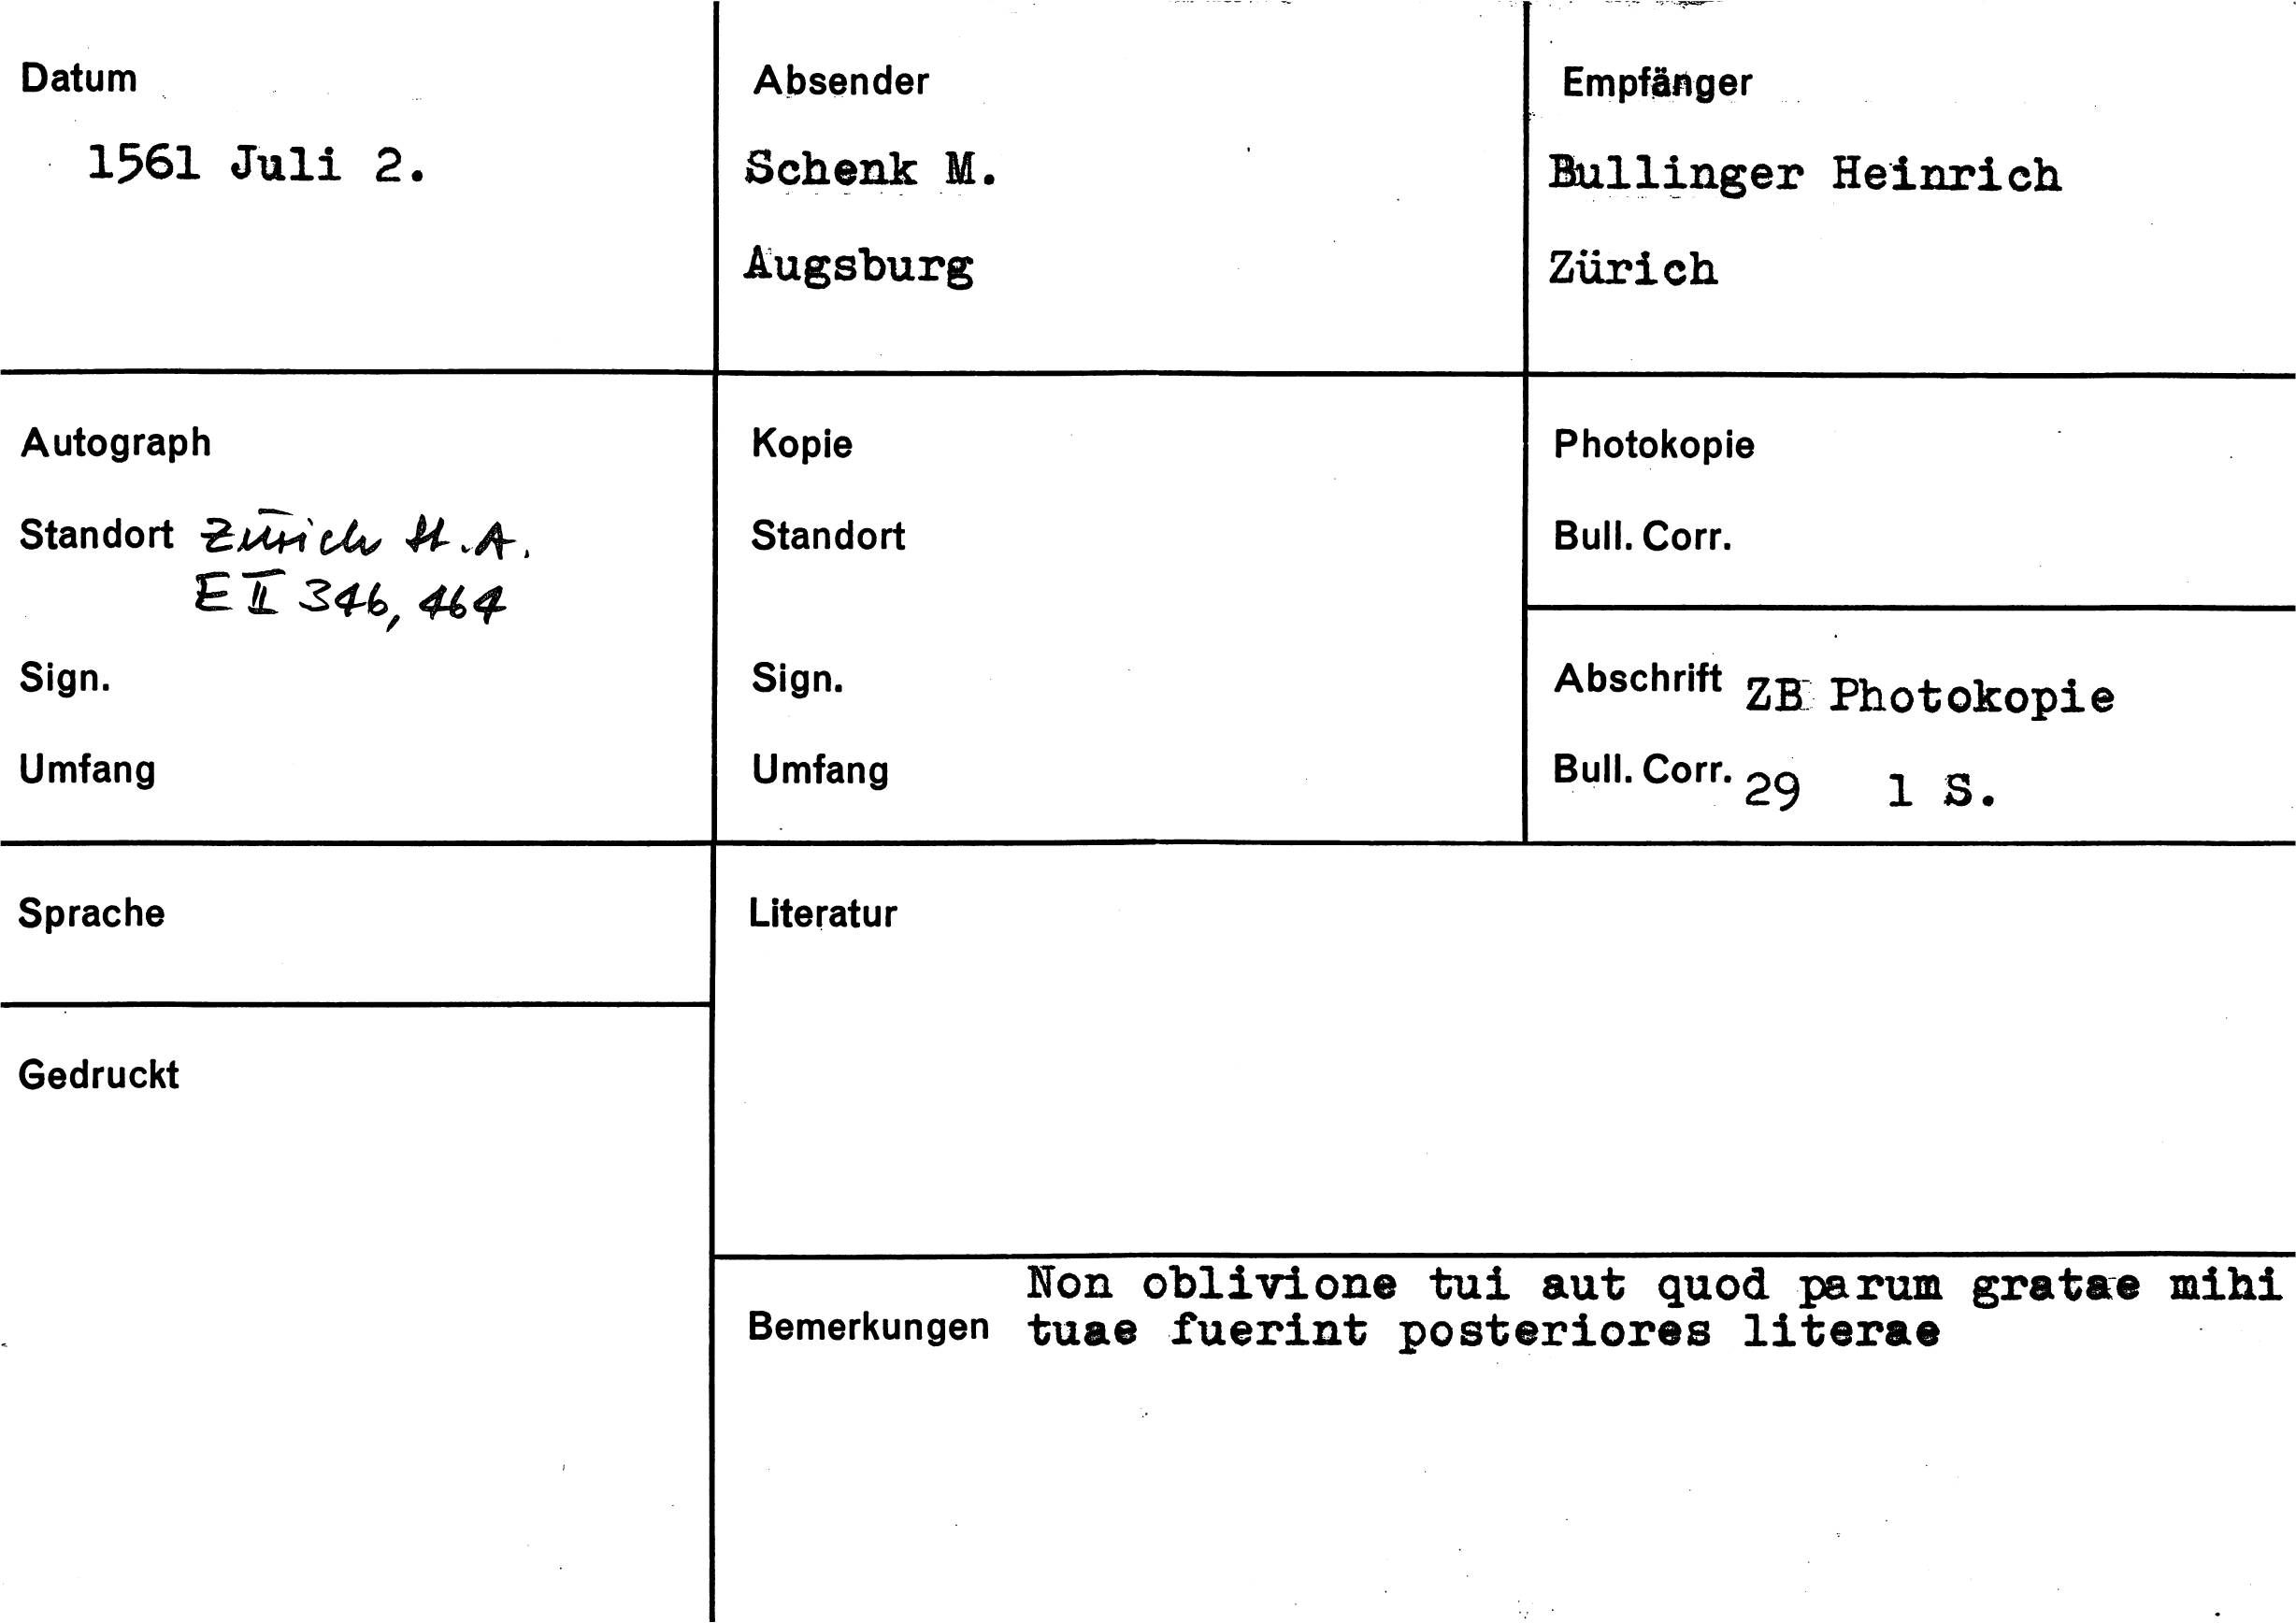 Datum
1561 Juli 2.
Absender
Schenk M.
Augsburg
Empfänger
Bullinger Heinrich
Zürich
Autograph
Standort Zürich St.A.
E II 346, 464
Sign.
Umfang
Kopie
Standort
Sign.
Umfang
Photokopie
Bull. Corr.
Abschrift ZB Photokopie
Bull. Corr. 29 1 S.
Sprache
Literatur
Gedruckt
Non oblivione tui aut quod parum gratae mihi
Bemerkungen tuae fuerint posteriores literae